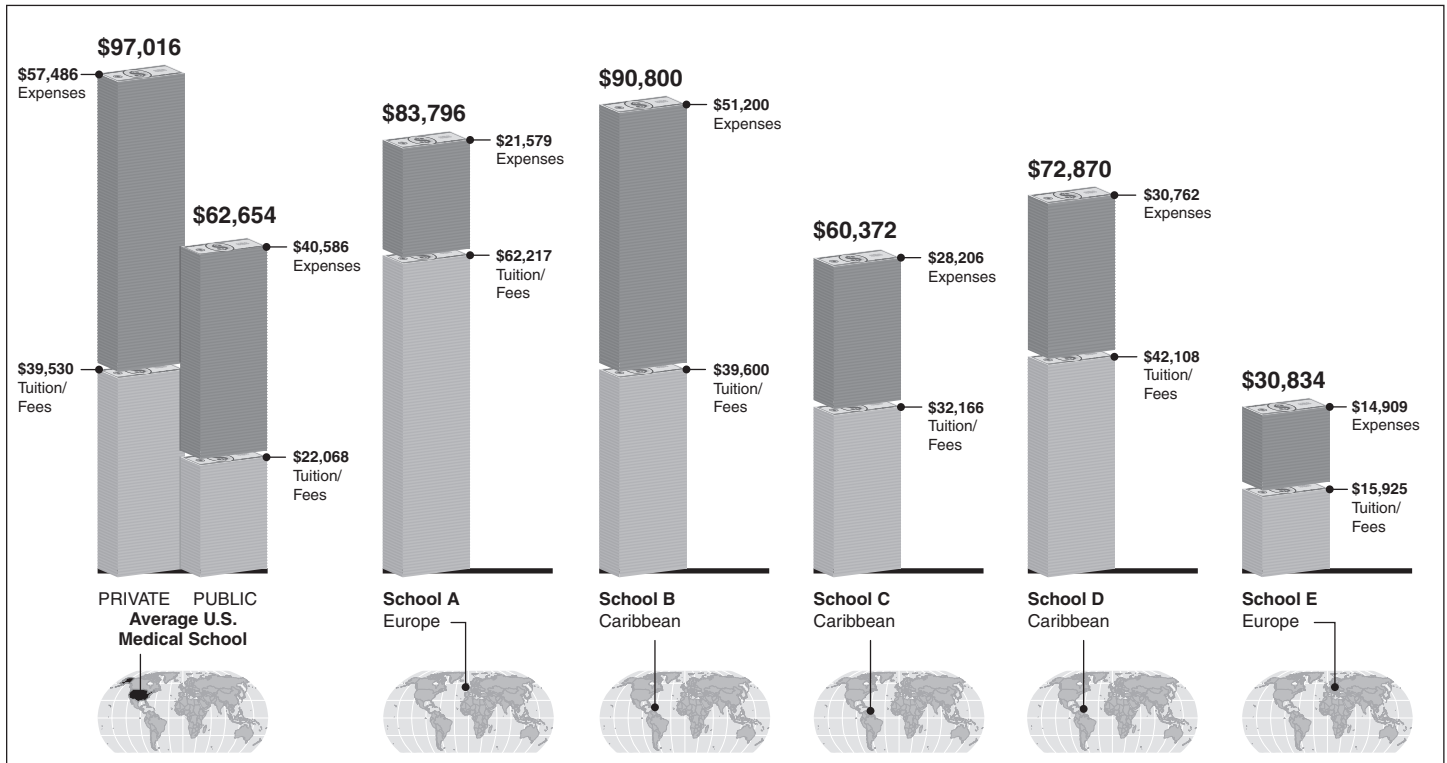 $97,016
$57,486
Expenses
$39,530
Tuition/
Fees
$62,654
$40,586
Expenses
$22,068
Tuition/
Fees
PRIVATE PUBLIC
Average U.S.
Medical School
$83,796
$21,579
Expenses
$62,217
Tuition/
Fees
School A
Europe
$90,800
$51,200
Expenses
$39,600
Tuition/
Fees
School B
Caribbean
$60,372
$28,206
Expenses
$32,166
Tuition/
Fees
School C
Caribbean
$72,870
$30,762
Expenses
$42,108
Tuition/
Fees
School D
Caribbean
$30,834
$14,909
Expenses
$15,925
Tuition/
Fees
School E
Europe